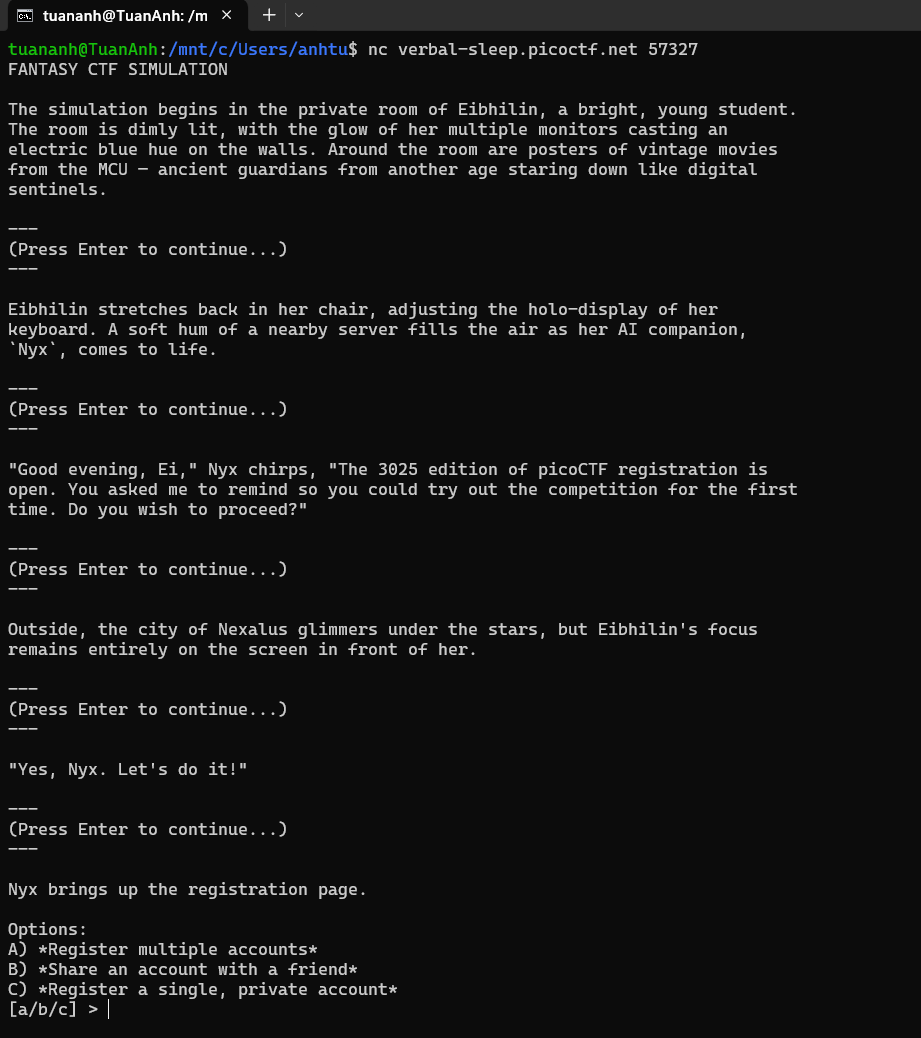 tuananh@TuanAnh: /m
tuananh@TuanAnh:/mnt/c/Users/anhtu$ nc verbal-sleep.picoctf.net 57327
FANTASY CTF SIMULATION
The simulation begins in the private room of Eibhilin, a bright, young student.
The room is dimly lit, with the glow of her multiple monitors casting an
electric blue hue on the walls. Around the room are posters of vintage movies
from the MCU — ancient guardians from another age staring down like digital
sentinels.
---
(Press Enter to continue...)
---
Eibhilin stretches back in her chair, adjusting the holo-display of her
keyboard. A soft hum of a nearby server fills the air as her AI companion,
`Nyx`, comes to life.
---
(Press Enter to continue...)
---
"Good evening, Ei," Nyx chirps, "The 3025 edition of picoCTF registration is
open. You asked me to remind so you could try out the competition for the first
time. Do you wish to proceed?"
---
(Press Enter to continue...)
---
Outside, the city of Nexalus glimmers under the stars, but Eibhilin's focus
remains entirely on the screen in front of her.
---
(Press Enter to continue...)
---
"Yes, Nyx. Let's do it!"
---
(Press Enter to continue...)
---
Nyx brings up the registration page.
Options:
A) *Register multiple accounts*
B) *Share an account with a friend*
C) *Register a single, private account*
[a/b/c] >